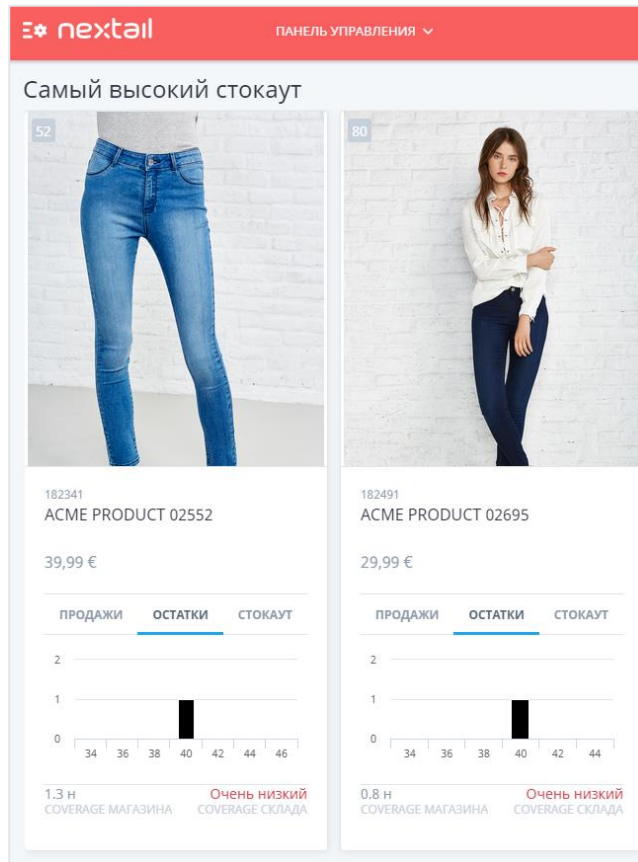 nextail
ПАНЕЛЬ УПРАВЛЕНИЯ
Самый высокий стокаут
52
182341
ACME PRODUCT 02552
39,99 €
ПРОДАЖИ ОСТАТКИ СТОКАУТ
2
1
0
34 36 38 40 42 44 46
1.3 н Очень низкий
COVERAGE МАГАЗИНА COVERAGE СКЛАДА
80
182491
ACME PRODUCT 02695
29,99 €
ПРОДАЖИ ОСТАТКИ СТОКАУТ
2
1
0
34 36 38 40 42 44
0.8 н Очень низкий
COVERAGE МАГАЗИНА COVERAGE СКЛАДА